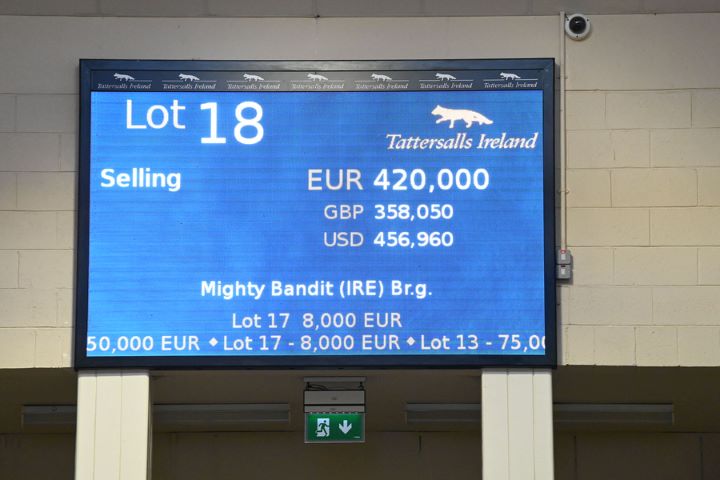 Tattersalls Ireland Tattersalls Ireland Tattersalls Ireland Tattersalls Ireland Tattersalls Ireland Tattersalls Ireland Tattersalls Ireland
Lot 18
Tattersalls Ireland
Selling
EUR 420,000
GBP 358,050
USD 456,960
Mighty Bandit (IRE) Br.g.
Lot 17 8,000 EUR
50,000 EUR ◆ Lot 17 - 8,000 EUR ◆ Lot 13 - 75,00